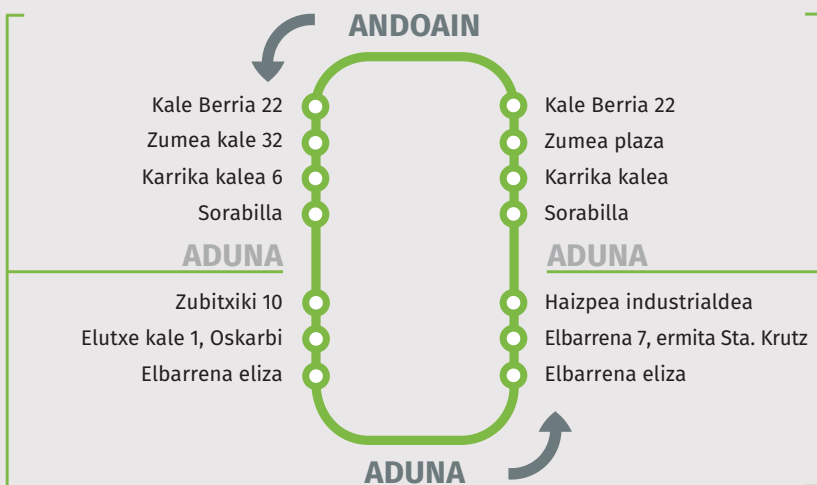 ANDOAIN
Kale Berria 22
Zumea kale 32
Karrika kalea 6
Sorabilla
ADUNA
Zubitxiki 10
Elutxe kale 1, Oskarbi
Elbarrena eliza
Kale Berria 22
Zumea plaza
Karrika kalea
Sorabilla
ADUNA
Haizpea industrialdea
Elbarrena 7, ermita Sta. Krutz
Elbarrena eliza
ADUNA